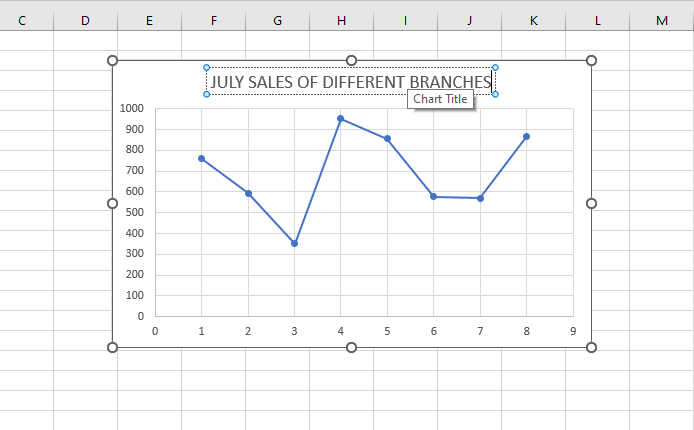 C D E F G H I J K L M
JULY SALES OF DIFFERENT BRANCHES
Chart Title
1000
900
800
700
600
500
400
300
200
100
0
0 1 2 3 4 5 6 7 8 9